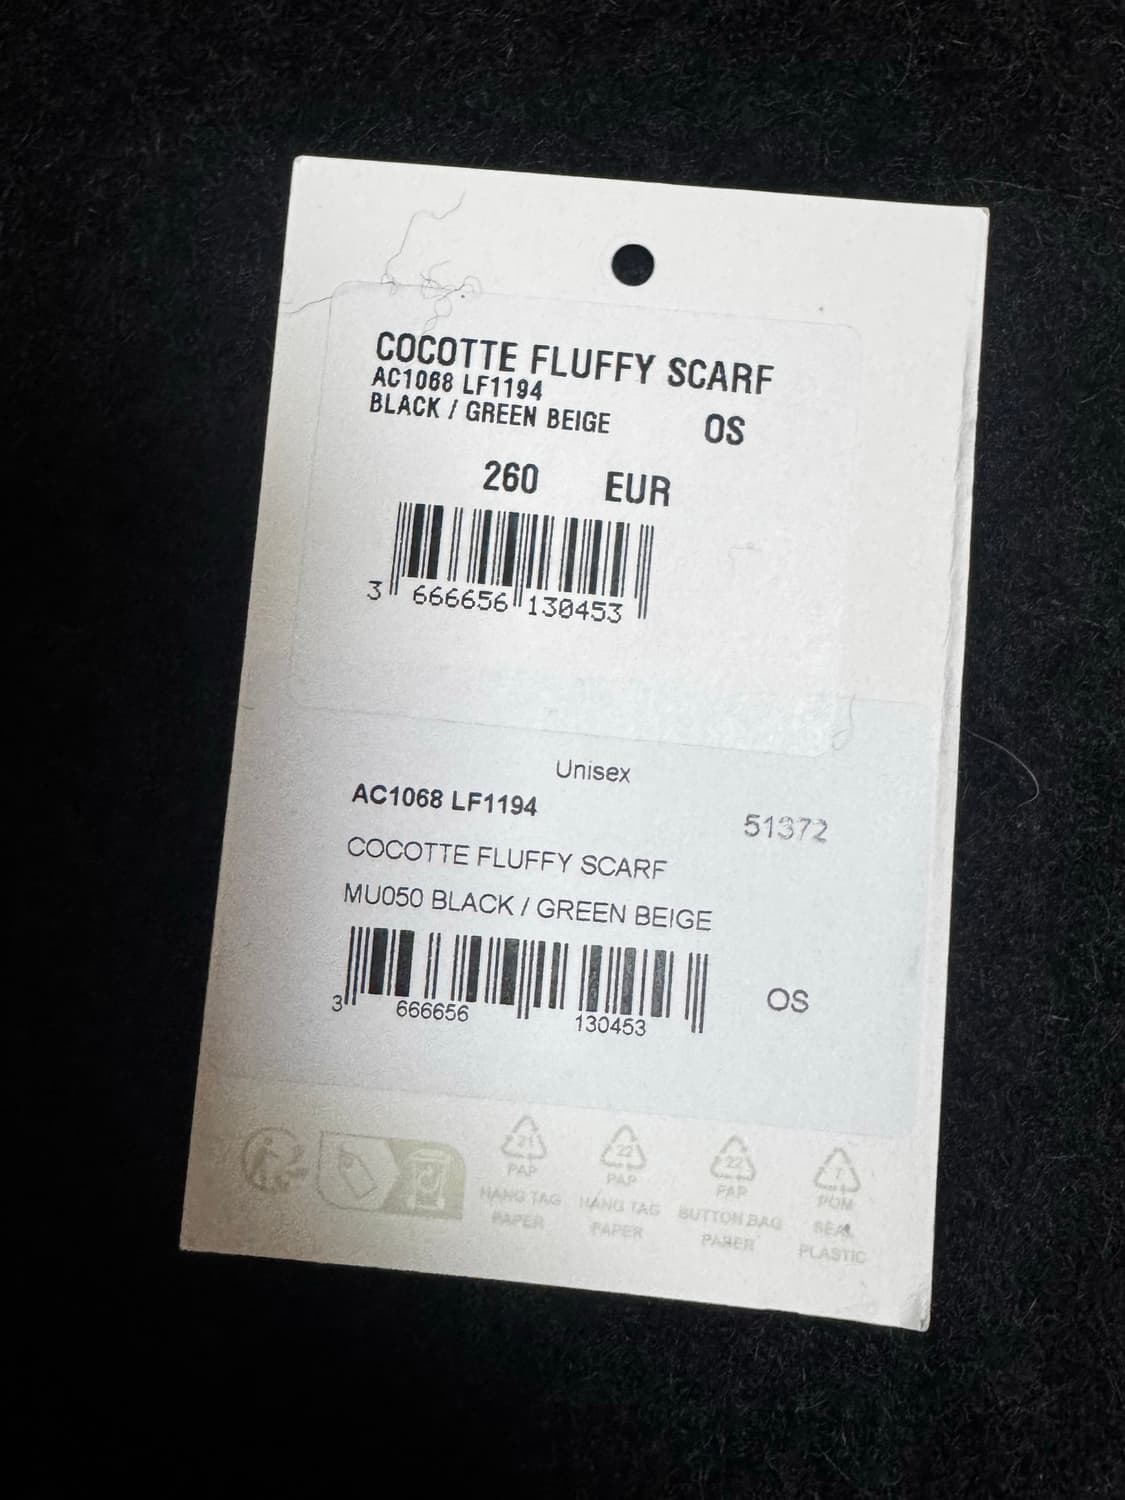 COCOTTE FLUFFY SCARF
AC1068 LF1194
BLACK / GREEN BEIGE OS
260 EUR
3 666656 130453
Unisex
AC1068 LF1194 51372
COCOTTE FLUFFY SCARF
MU050 BLACK / GREEN BEIGE
OS
3 666656 130453
21 22 22 7
PAP PAP PAP POM
HANG TAG HANG TAG BUTTON BAG SEAL
PAPER PAPER PAPER PLASTIC